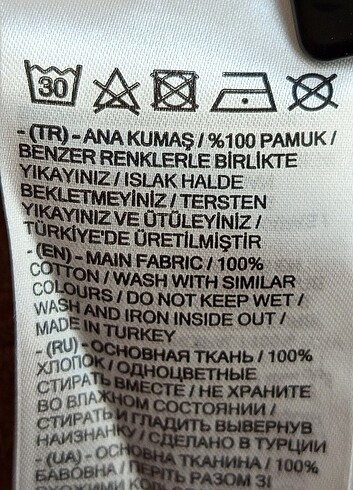 30
- (TR) - ANA KUMAŞ / %100 PAMUK /
BENZER RENKLERLE BİRLİKTE
YIKAYINIZ / ISLAK HALDE
BEKLETMEYİNİZ / TERSTEN
YIKAYINIZ VE ÜTÜLEYİNİZ /
TÜRKİYE'DE ÜRETİLMİŞTİR
- (EN) - MAIN FABRIC / 100%
COTTON / WASH WITH SIMILAR
COLOURS / DO NOT KEEP WET /
WASH AND IRON INSIDE OUT /
MADE IN TURKEY
- (RU) - ОСНОВНАЯ ТКАНЬ / 100%
ХЛОПОК / ОДНОЦВЕТНЫЕ
СТИРАТЬ ВМЕСТЕ / НЕ ХРАНИТЕ
ВО ВЛАЖНОМ СОСТОЯНИИ /
СТИРАТЬ И ГЛАДИТЬ ВЫВЕРНУВ
НАИЗНАНКУ / СДЕЛАНО В ТУРЦИИ
- (UA) - ОСНОВНА ТКАНИНА / 100%
БАВОВНА / ПЕРІТЬ РАЗОМ ЗІ